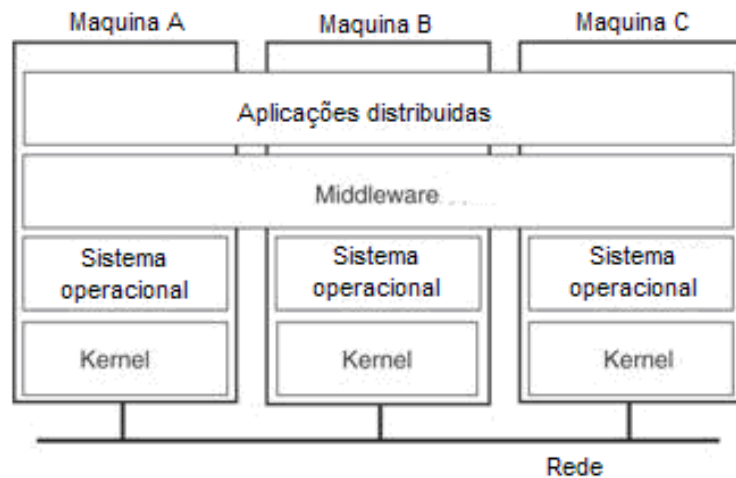 Maquina A
Maquina B
Maquina C
Aplicações distribuidas
Middleware
Sistema
operacional
Sistema
operacional
Sistema
operacional
Kernel
Kernel
Kernel
Rede